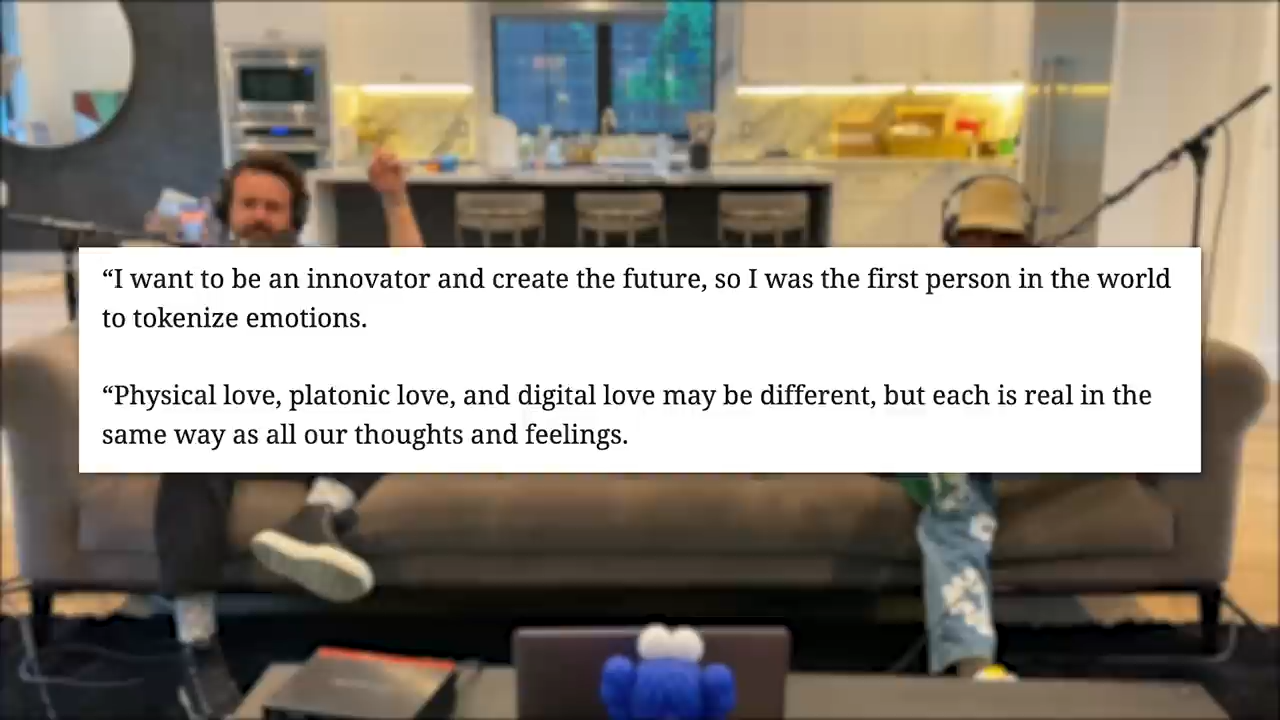 “I want to be an innovator and create the future, so I was the first person in the world
to tokenize emotions.
“Physical love, platonic love, and digital love may be different, but each is real in the
same way as all our thoughts and feelings.